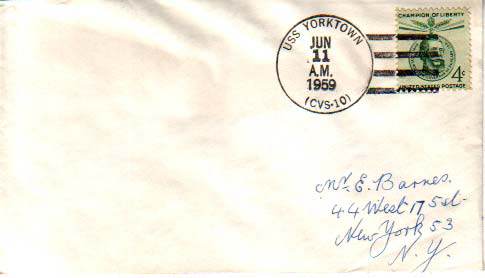 USS YORKTOWN
JUN
11
A.M.
1959
(CVS-10)
CHAMPION OF LIBERTY
4c
UNITED STATES POSTAGE
Mr. E. Barnes.
44 West 175 st.
New York 53
N.Y.